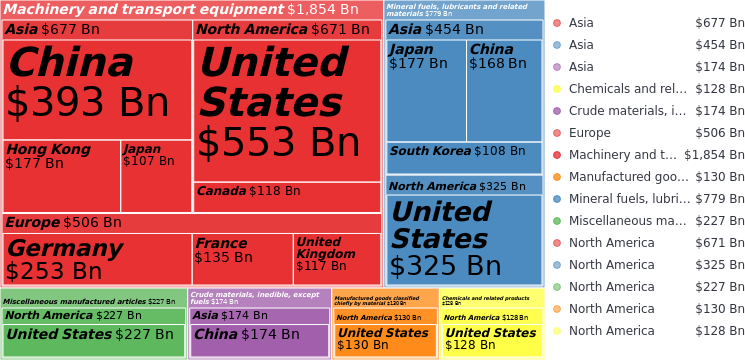 Machinery and transport equipment $1,854 Bn
Asia $677 Bn
China
$393 Bn
Hong Kong
$177 Bn
Japan
$107 Bn
North America $671 Bn
United
States
$553 Bn
Canada $118 Bn
Europe $506 Bn
Germany
$253 Bn
France
$135 Bn
United
Kingdom
$117 Bn
Mineral fuels, lubricants and related
materials $779 Bn
Asia $454 Bn
Japan
$177 Bn
China
$168 Bn
South Korea $108 Bn
North America $325 Bn
United
States
$325 Bn
Miscellaneous manufactured articles $227 Bn
North America $227 Bn
United States $227 Bn
Crude materials, inedible, except
fuels $174 Bn
Asia $174 Bn
China $174 Bn
Manufactured goods classified
chiefly by material $130 Bn
North America $130 Bn
United States
$130 Bn
Chemicals and related products
$128 Bn
North America $128 Bn
United States
$128 Bn
Asia $677 Bn
Asia $454 Bn
Asia $174 Bn
Chemicals and rel... $128 Bn
Crude materials, i... $174 Bn
Europe $506 Bn
Machinery and t... $1,854 Bn
Manufactured goo... $130 Bn
Mineral fuels, lubri... $779 Bn
Miscellaneous ma... $227 Bn
North America $671 Bn
North America $325 Bn
North America $227 Bn
North America $130 Bn
North America $128 Bn